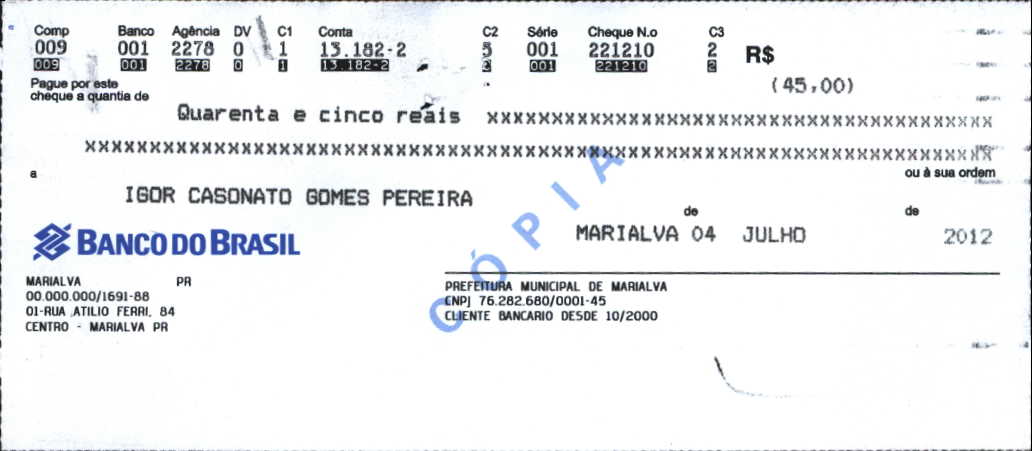 Comp Banco Agência DV C1 Conta C2 Série Cheque N.o C3
009 001 2278 0 1 13.182-2 5 001 221210 2 R$
009 001 2278 0 1 13.182-2 001 221210 2
(45,00)
Pague por este
cheque a quantia de
Quarenta e cinco reais xxxxxxxxxxxxxxxxxxxxxxxxxxxxxxxxxxxxxxx
xxxxxxxxxxxxxxxxxxxxxxxxxxxxxxxxxxxxxxxxxxxxxxxxxxxxxxxxxxxxxxxxxxxxx
a ou à sua ordem
IGOR CASONATO GOMES PEREIRA
de de
MARIALVA 04 JULHO 2012
BANCO DO BRASIL
MARIALVA PR
00.000.000/1691-88
01-RUA ATILIO FERRI, 84
CENTRO - MARIALVA PR
PREFEITURA MUNICIPAL DE MARIALVA
CNPJ 76.282.680/0001-45
CLIENTE BANCARIO DESDE 10/2000
CÓPIA